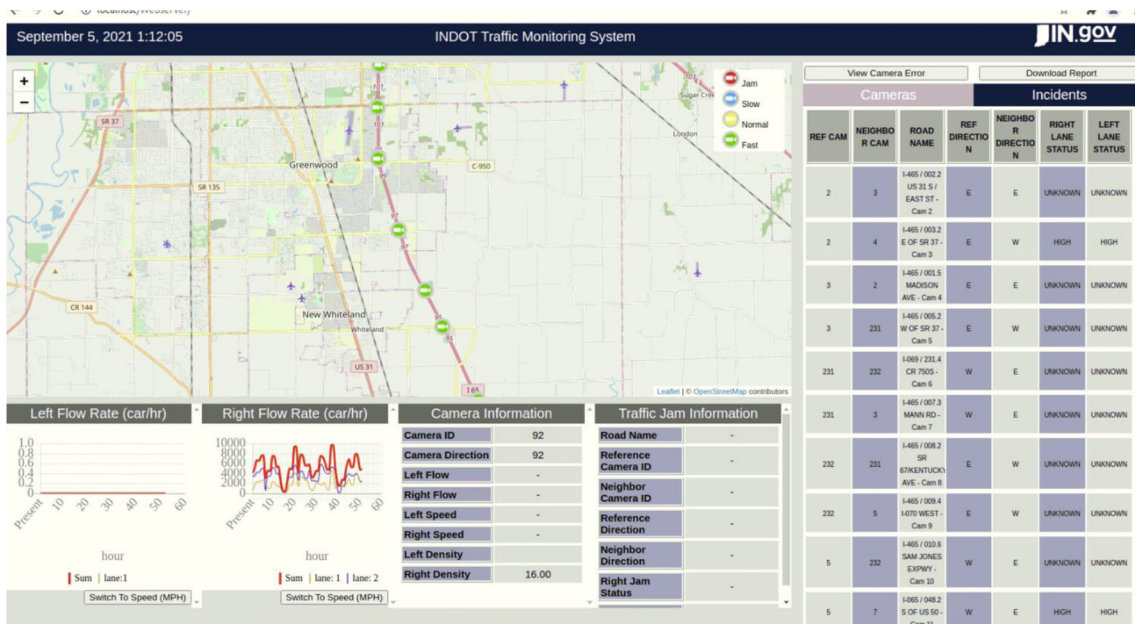 localhost/webserver/
September 5, 2021 1:12:05
INDOT Traffic Monitoring System
IN.gov
+
−
SR 37
Greenwood
SR 135
C-950
London
97
CR 144
New Whiteland
Whiteland
95
95
US 31
165
Jam
Slow
Normal
Fast
Leaflet | © OpenStreetMap contributors
View Camera Error
Download Report
Cameras
Incidents
REF CAM
NEIGHBO
R CAM
ROAD
NAME
REF
DIRECTIO
N
NEIGHBO
R
DIRECTIO
N
RIGHT
LANE
STATUS
LEFT
LANE
STATUS
2 3 I-465 / 002.2 E E UNKNOWN UNKNOWN
US 31 S /
EAST ST -
Cam 2
2 4 I-465 / 003.2 E W HIGH HIGH
E OF SR 37 -
Cam 3
3 2 I-465 / 001.5 E E UNKNOWN UNKNOWN
MADISON
AVE - Cam 4
3 231 I-465 / 005.2 E W UNKNOWN UNKNOWN
W OF SR 37 -
Cam 5
231 232 I-069 / 231.4 W E UNKNOWN UNKNOWN
CR 750S -
Cam 6
231 3 I-465 / 007.3 W E UNKNOWN UNKNOWN
MANN RD -
Cam 7
232 231 I-465 / 008.2 E W UNKNOWN UNKNOWN
SR
67/KENTUCKY
AVE - Cam 8
232 5 I-465 / 009.4 E W UNKNOWN UNKNOWN
I-070 WEST -
Cam 9
5 232 I-465 / 010.6 W E UNKNOWN UNKNOWN
SAM JONES
EXPWY -
Cam 10
5 7 I-065 / 048.2 W E HIGH HIGH
S OF US 50 -
Cam 11
Left Flow Rate (car/hr)
1.0
0.8
0.6
0.4
0.2
0
Present 10 20 30 40 50 60
hour
Sum | lane:1
Switch To Speed (MPH)
Right Flow Rate (car/hr)
10000
8000
6000
4000
2000
0
Present 10 20 30 40 50 60
hour
Sum | lane: 1 | lane: 2
Switch To Speed (MPH)
Camera Information
Camera ID 92
Camera Direction 92
Left Flow -
Right Flow -
Left Speed -
Right Speed -
Left Density
Right Density 16.00
Traffic Jam Information
Road Name -
Reference
Camera ID -
Neighbor
Camera ID -
Reference
Direction -
Neighbor
Direction -
Right Jam
Status -